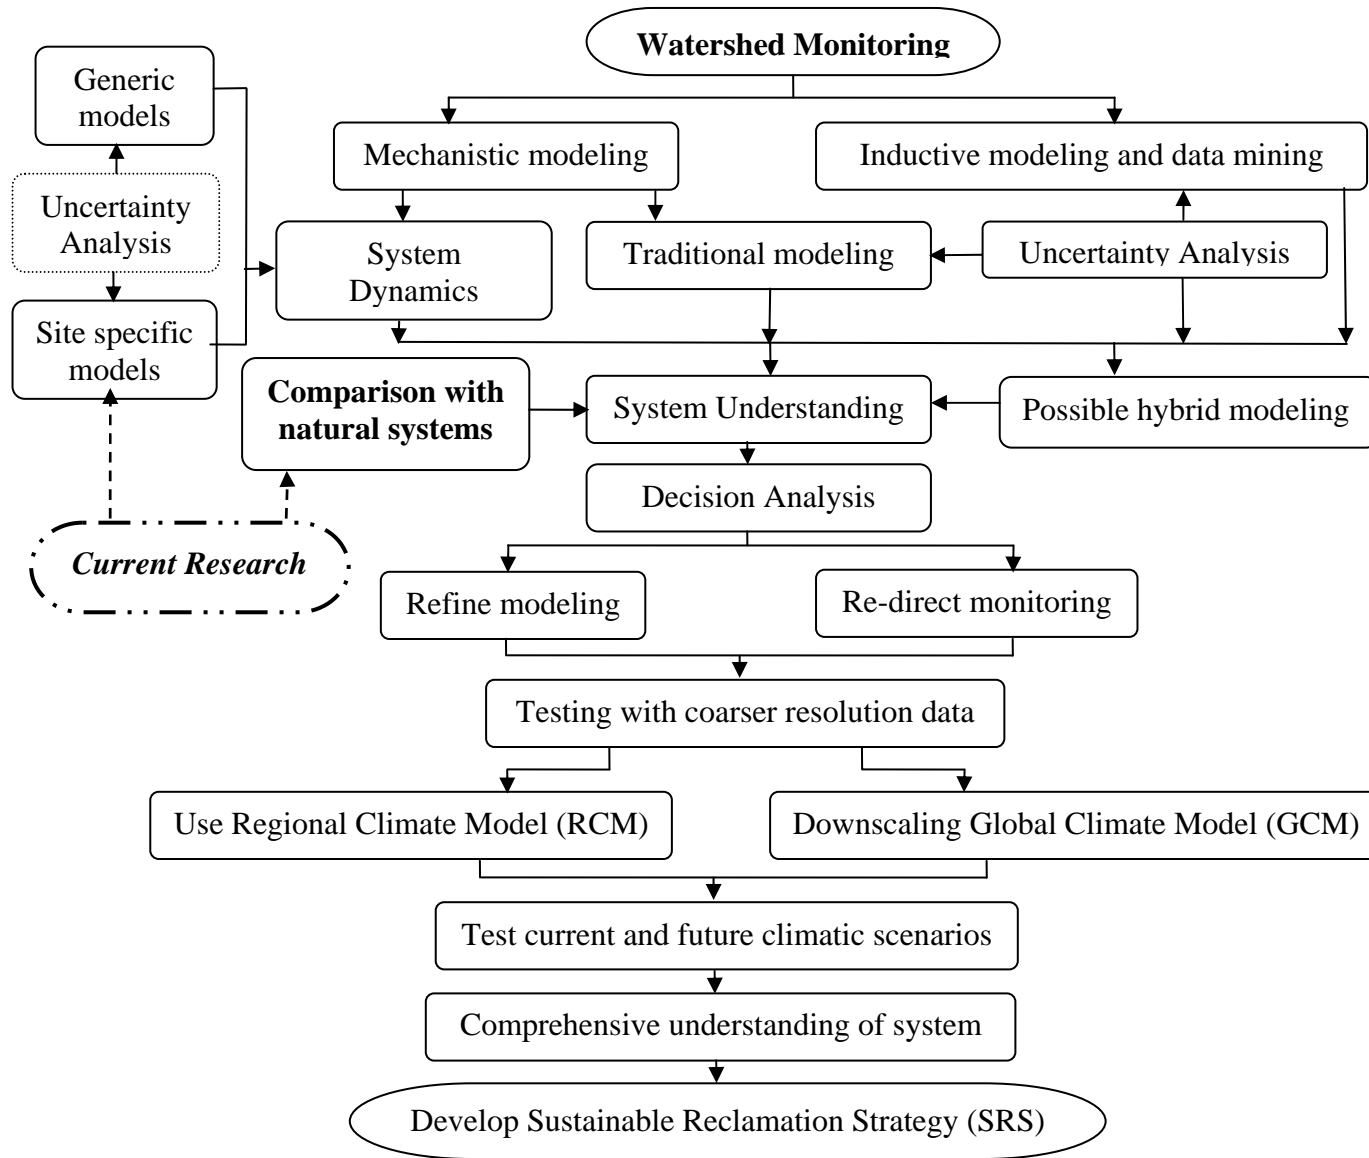 Watershed Monitoring
Generic
models
Mechanistic modeling
Inductive modeling and data mining
Uncertainty
Analysis
System
Dynamics
Traditional modeling
Uncertainty Analysis
Site specific
models
Comparison with
natural systems
System Understanding
Possible hybrid modeling
Decision Analysis
Current Research
Refine modeling
Re-direct monitoring
Testing with coarser resolution data
Use Regional Climate Model (RCM)
Downscaling Global Climate Model (GCM)
Test current and future climatic scenarios
Comprehensive understanding of system
Develop Sustainable Reclamation Strategy (SRS)